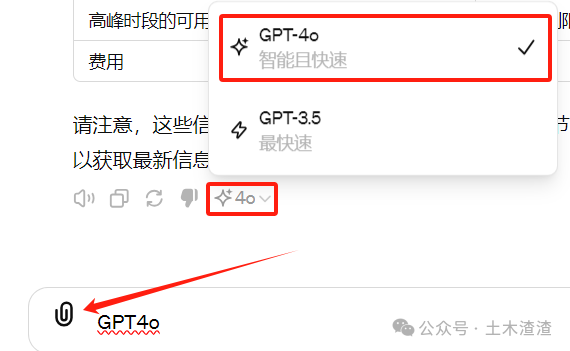 高峰时段的可用
GPT-4o
智能且快速
费用
GPT-3.5
最快速
请注意，这些信
节
以获取最新信息
4o
GPT4o
公众号 · 土木渣渣